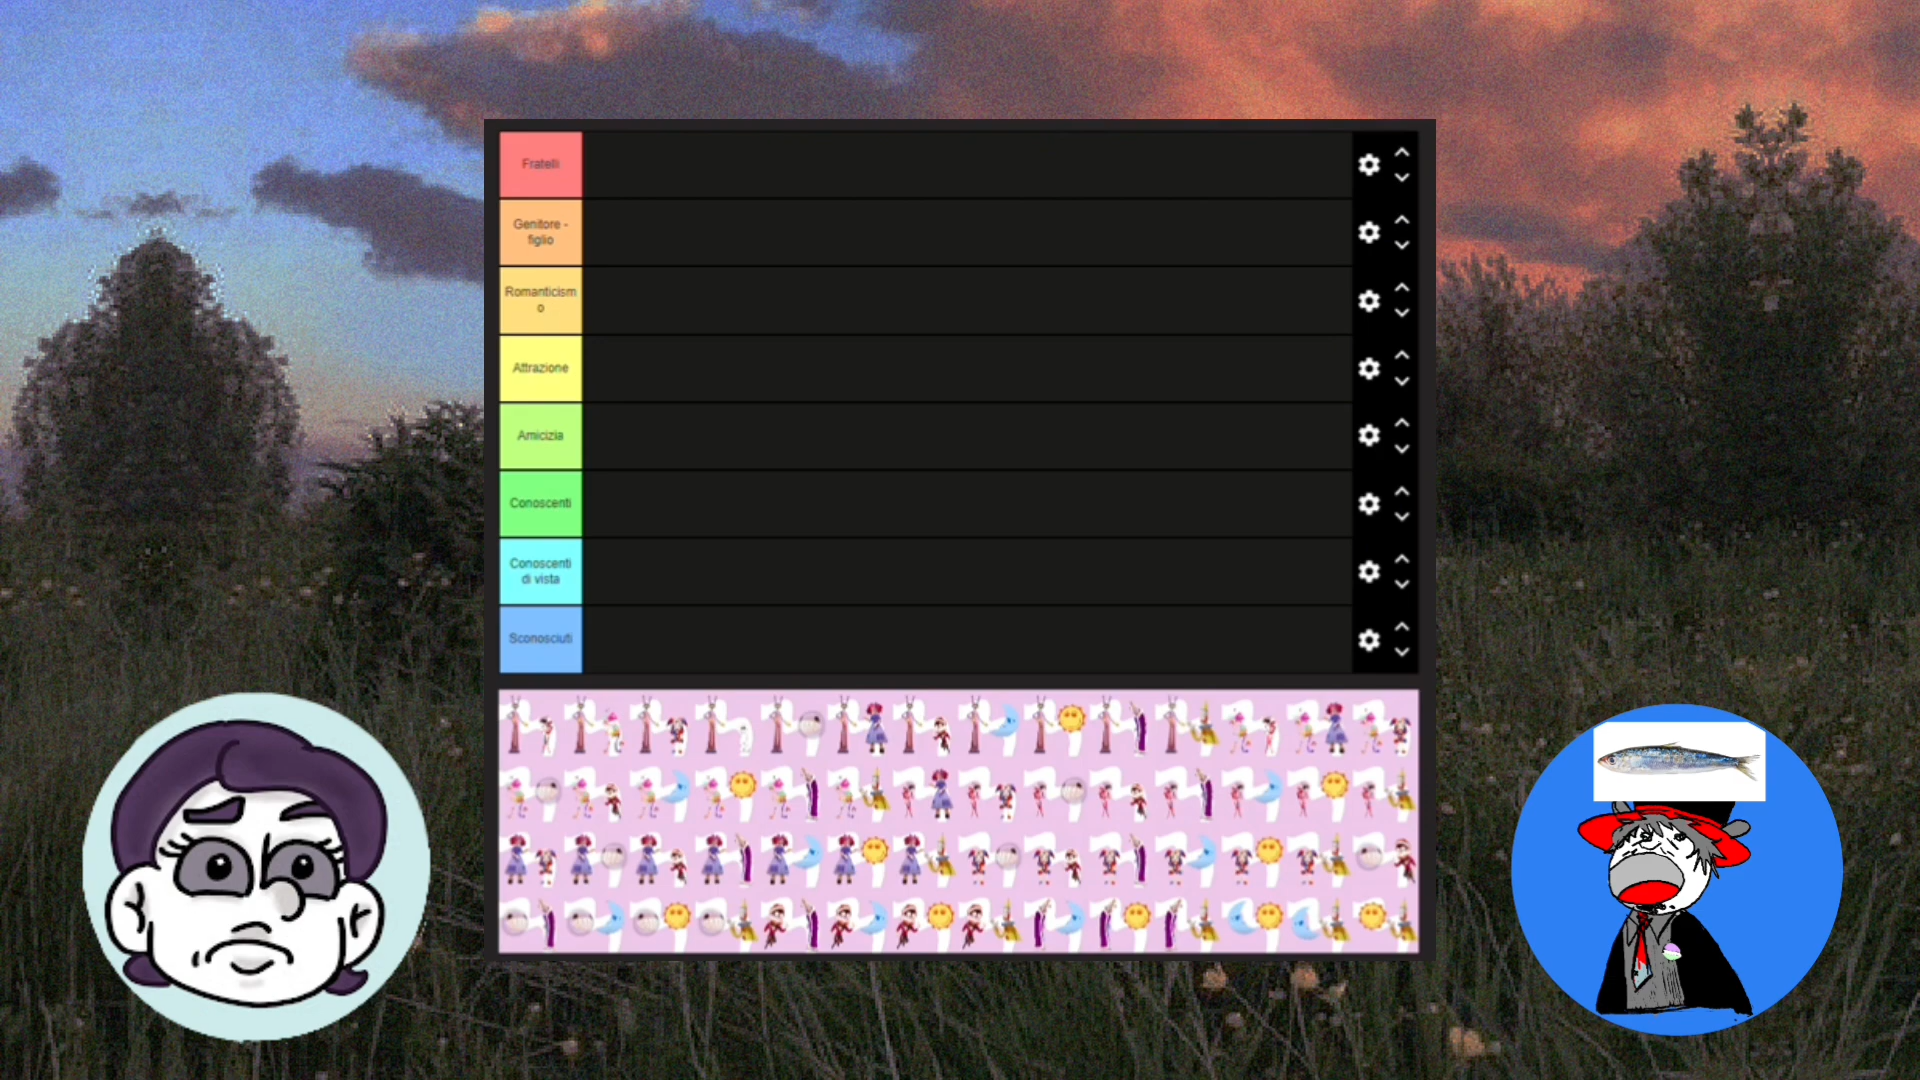 Fratelli
Genitore -
figlio
Romanticism
o
Attrazione
Amicizia
Conoscenti
Conoscenti
di vista
Sconosciuti